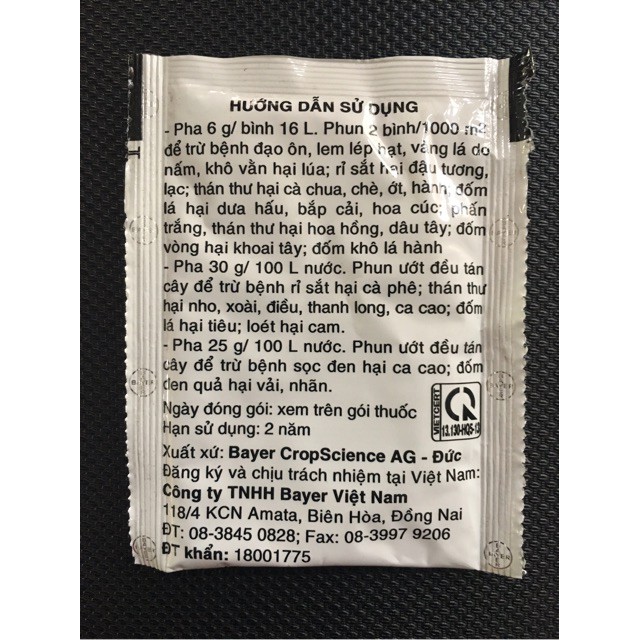 HƯỚNG DẪN SỬ DỤNG
- Pha 6 g/ bình 16 L. Phun 2 bình/1000 m2
để trừ bệnh đạo ôn, lem lép hạt, vàng lá do
nấm, khô vằn hại lúa; rỉ sắt hại đậu tương,
lạc; thán thư hại cà chua, chè, ớt, hành; đốm
lá hại dưa hấu, bắp cải, hoa cúc; phấn
trắng, thán thư hại hoa hồng, dâu tây; đốm
vòng hại khoai tây; đốm khô lá hành
- Pha 30 g/ 100 L nước. Phun ướt đều tán
cây để trừ bệnh rỉ sắt hại cà phê; thán thư
hại nho, xoài, điều, thanh long, ca cao; đốm
lá hại tiêu; loét hại cam.
- Pha 25 g/ 100 L nước. Phun ướt đều tán
cây để trừ bệnh sọc đen hại ca cao; đốm
đen quả hại vải, nhãn.
Ngày đóng gói: xem trên gói thuốc
Hạn sử dụng: 2 năm
VIETCERT
13.130-HQS-13
Xuất xứ: Bayer CropScience AG - Đức
Đăng ký và chịu trách nhiệm tại Việt Nam:
Công ty TNHH Bayer Việt Nam
118/4 KCN Amata, Biên Hòa, Đồng Nai
ĐT: 08-3845 0828; Fax: 08-3997 9206
ĐT khẩn: 18001775